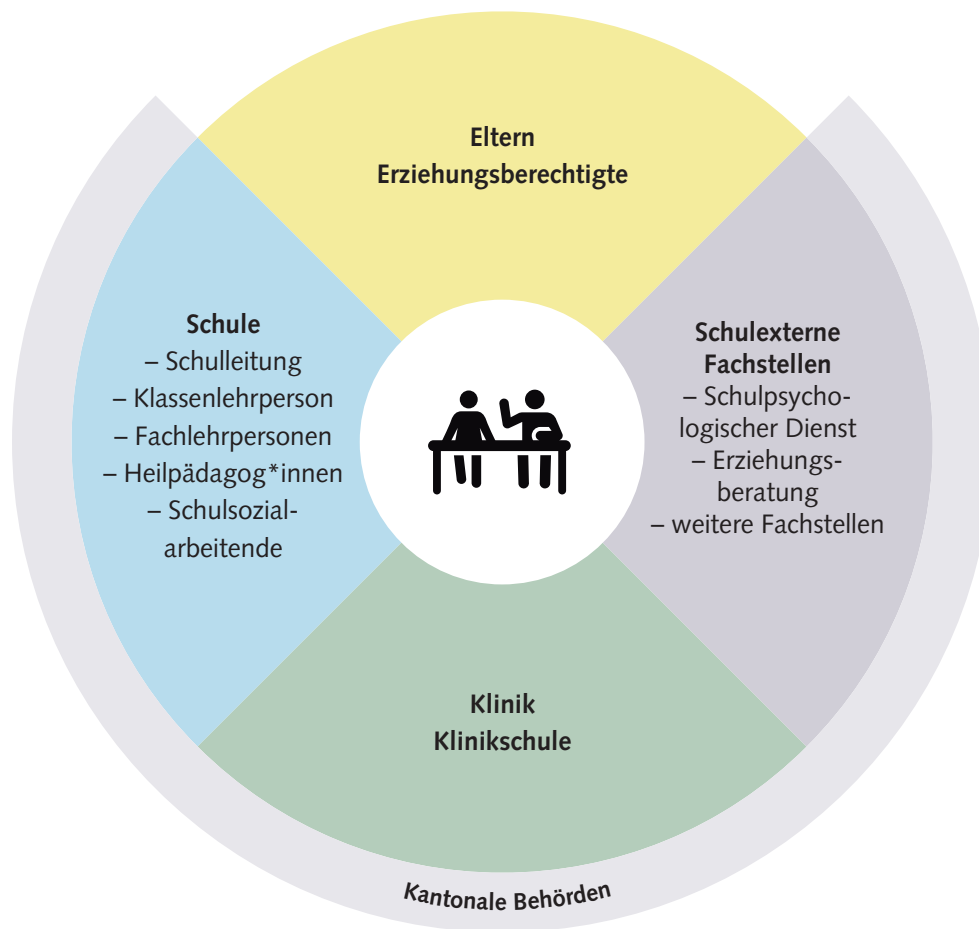 Eltern
Erziehungsberechtigte
Schule
– Schulleitung
– Klassenlehrperson
– Fachlehrpersonen
– Heilpädagog*innen
– Schulsozial-
arbeitende
Schulexterne
Fachstellen
– Schulpsycho-
logischer Dienst
– Erziehungs-
beratung
– weitere Fachstellen
Klinik
Klinikschule
Kantonale Behörden